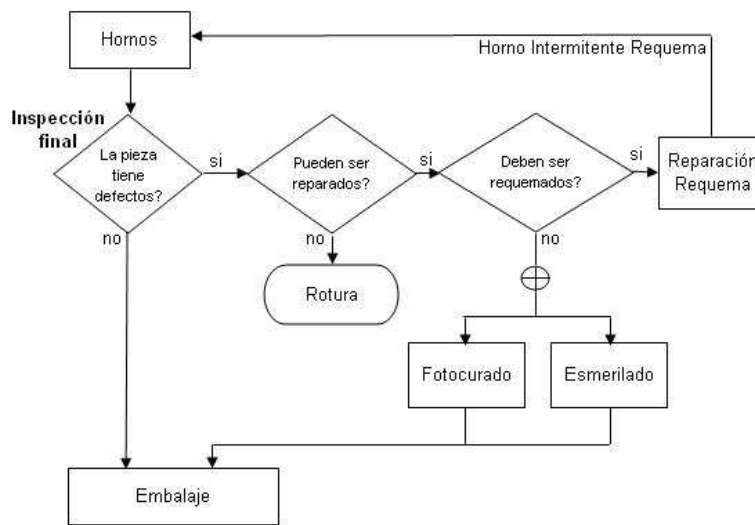 Hornos
Horno Intermitente Requema
Inspección
final
La pieza
tiene
defectos?
si
Pueden ser
reparados?
si
Deben ser
requemados?
si
Reparación
Requema
no
no
no
Rotura
Fotocurado
Esmerilado
Embalaje